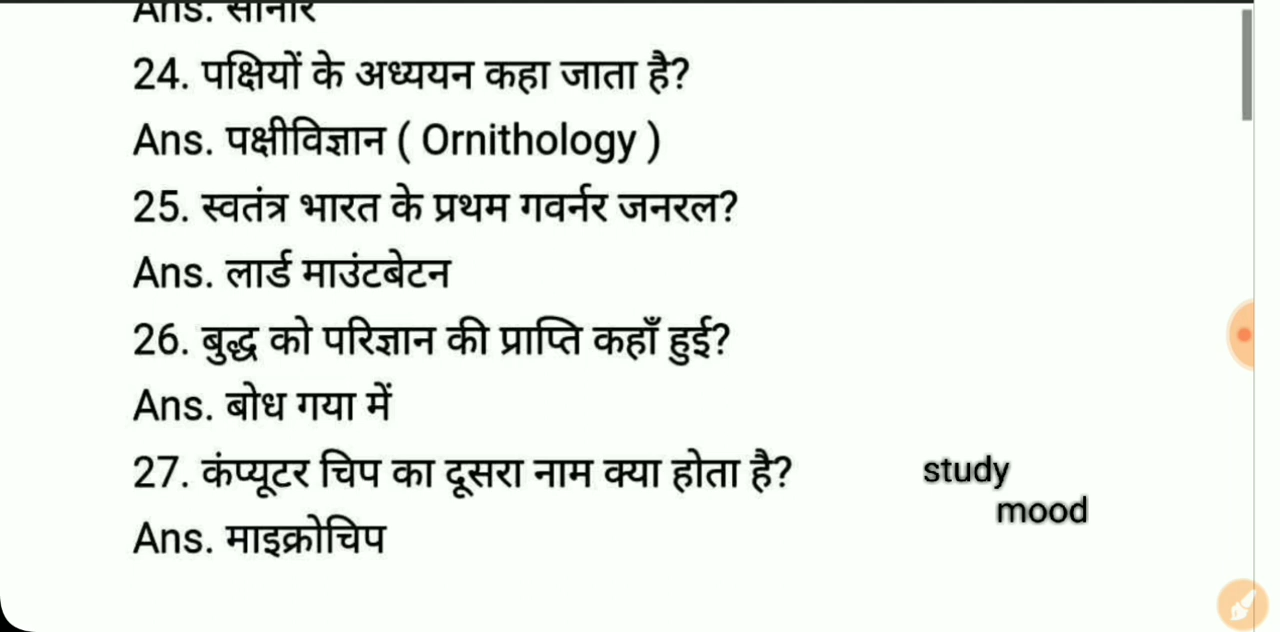 Ans. सोनार
24. पक्षियों के अध्ययन कहा जाता है?
Ans. पक्षीविज्ञान ( Ornithology )
25. स्वतंत्र भारत के प्रथम गवर्नर जनरल?
Ans. लार्ड माउंटबेटन
26. बुद्ध को परिज्ञान की प्राप्ति कहाँ हुई?
Ans. बोध गया में
27. कंप्यूटर चिप का दूसरा नाम क्या होता है?
Ans. माइक्रोचिप
study
mood